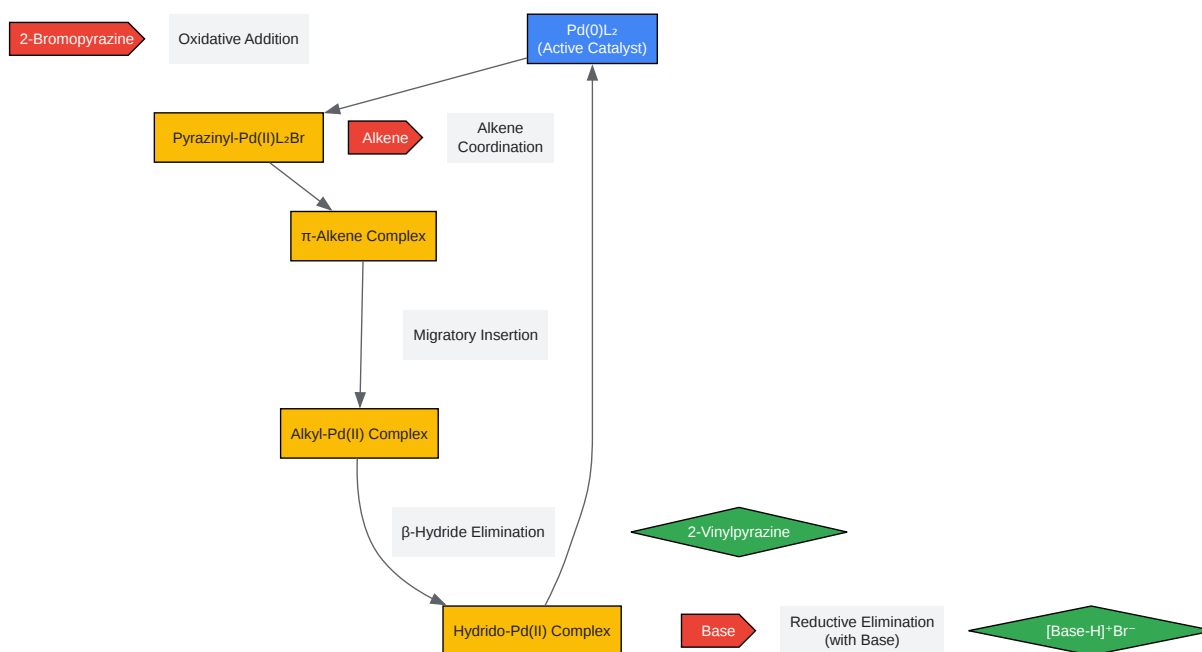 2-Bromopyrazine
Oxidative Addition
Pd(0)L₂
(Active Catalyst)
Pyrazinyl-Pd(II)L₂Br
Alkene
Alkene
Coordination
π-Alkene Complex
Migratory Insertion
Alkyl-Pd(II) Complex
β-Hydride Elimination
2-Vinylpyrazine
Hydrido-Pd(II) Complex
Base
Reductive Elimination
(with Base)
[Base-H]⁺Br⁻